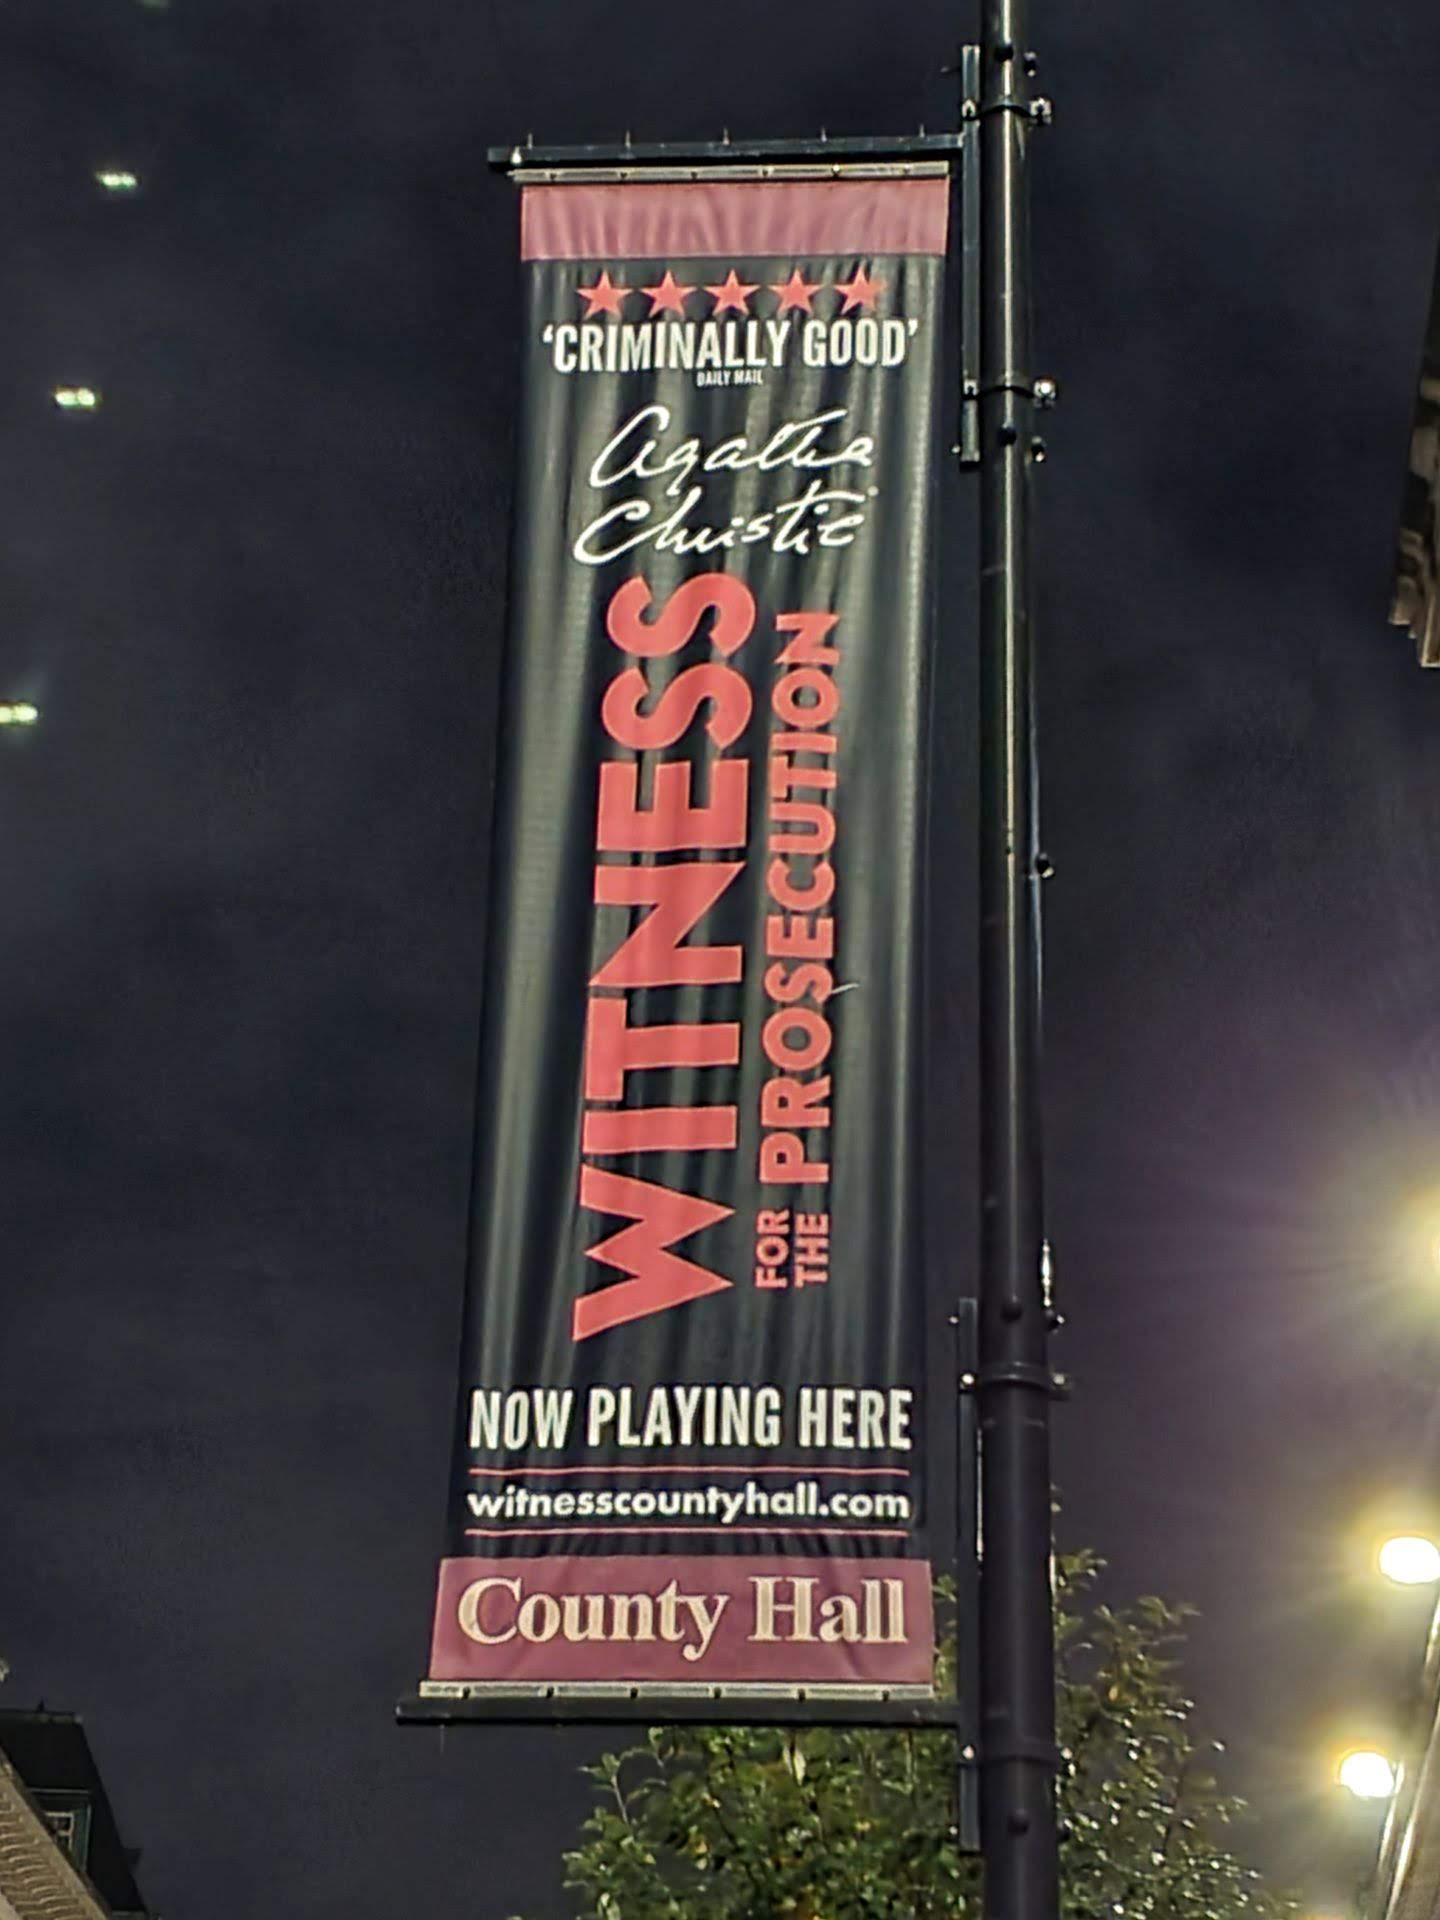 ‘CRIMINALLY GOOD’
DAILY MAIL
Agatha
Christie
WITNESS
FOR
THE
PROSECUTION
NOW PLAYING HERE
witnesscountyhall.com
County Hall